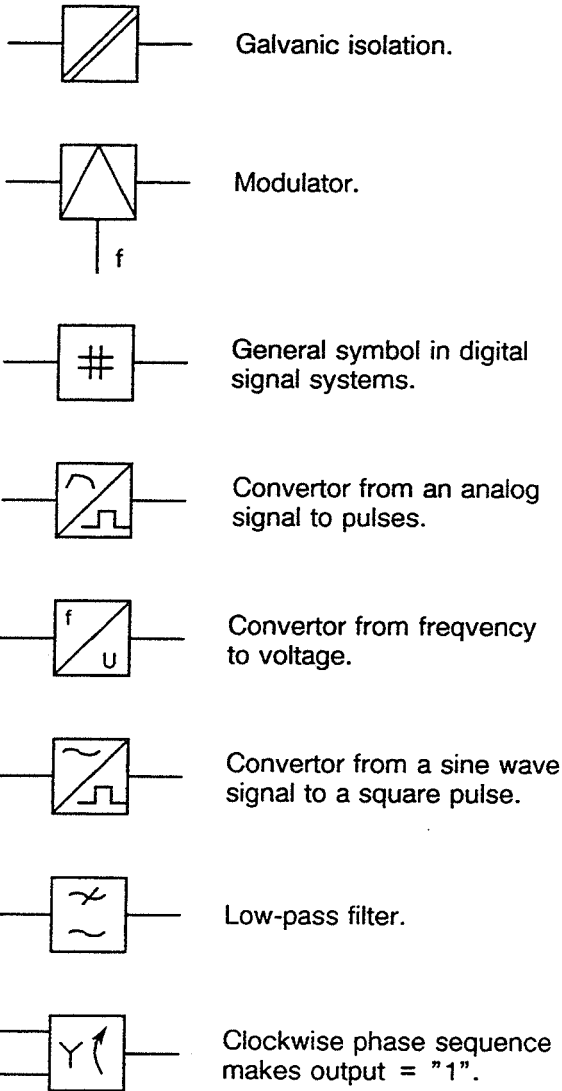 Galvanic isolation.
Modulator.
f
General symbol in digital
signal systems.
Convertor from an analog
signal to pulses.
f
U
Convertor from freqvency
to voltage.
Convertor from a sine wave
signal to a square pulse.
Low-pass filter.
Y
Clockwise phase sequence
makes output = "1".